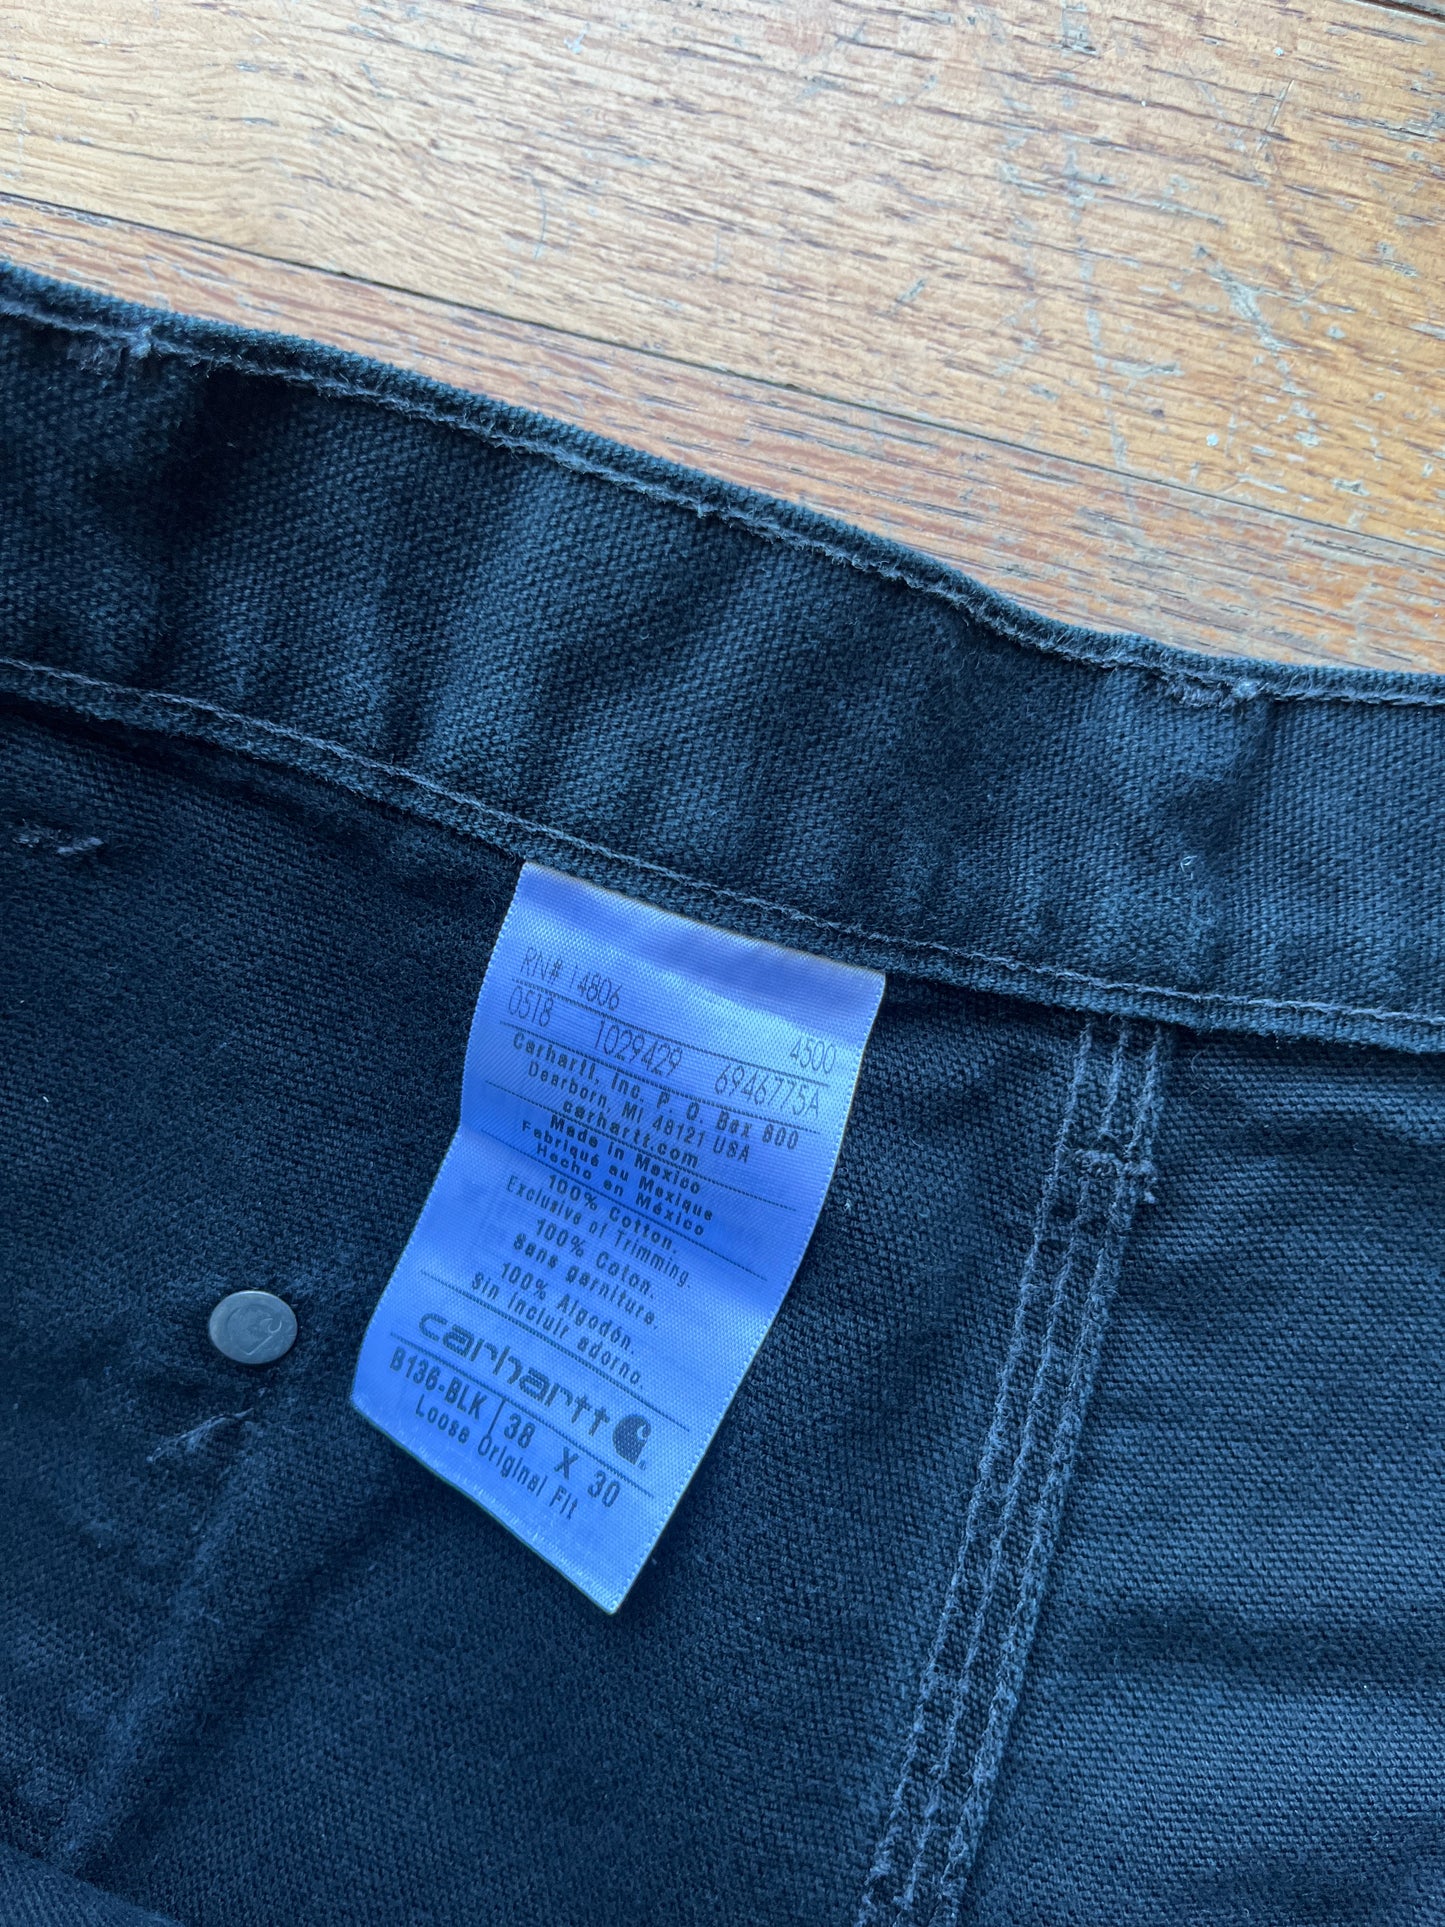 RN# 14806 4500
0518 1029429 6946775A
Carhartt, Inc. P. O. Box 600
Dearborn, MI 48121 USA
carhartt.com
Made in Mexico
Fabriqué au Mexique
Hecho en México
100% Cotton.
Exclusive of Trimming.
100% Coton.
Sans garniture.
100% Algodón.
Sin incluir adorno.
carhartt
B136-BLK 38 X 30
Loose Original Fit